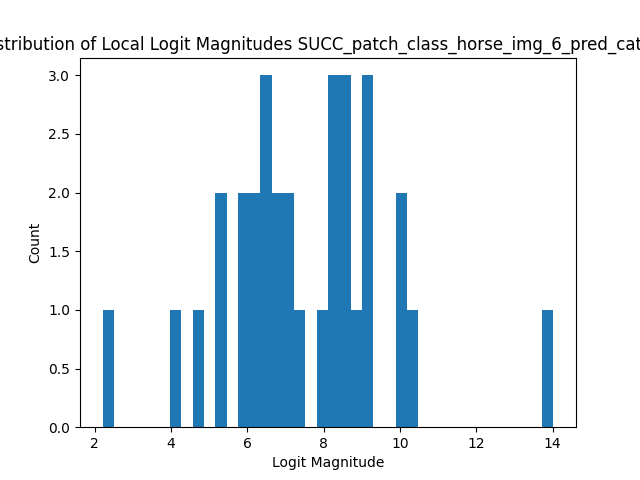 stribution of Local Logit Magnitudes SUCC_patch_class_horse_img_6_pred_cat
3.0
2.5
2.0
1.5
1.0
0.5
0.0
Count
2 4 6 8 10 12 14
Logit Magnitude